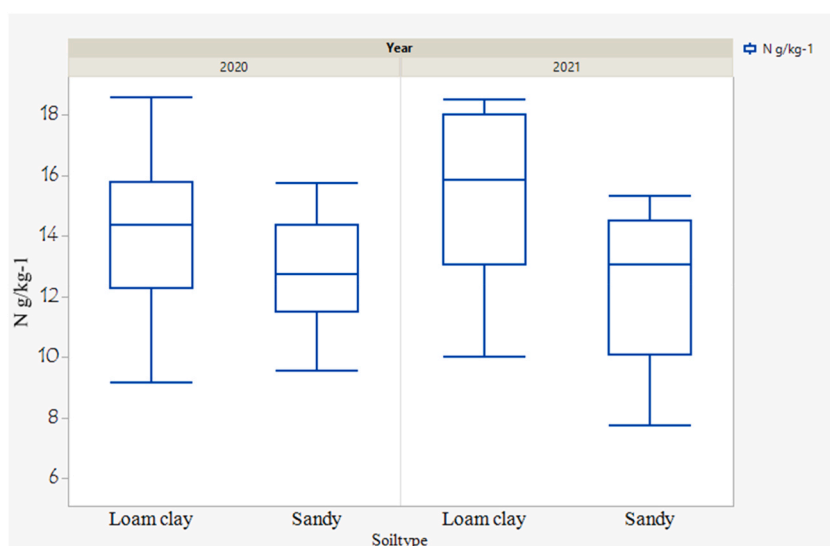 Year
2020 2021
N g/kg-1
18
16
14
12
10
8
6
N g/kg-1
Loam clay Sandy Loam clay Sandy
Soiltype